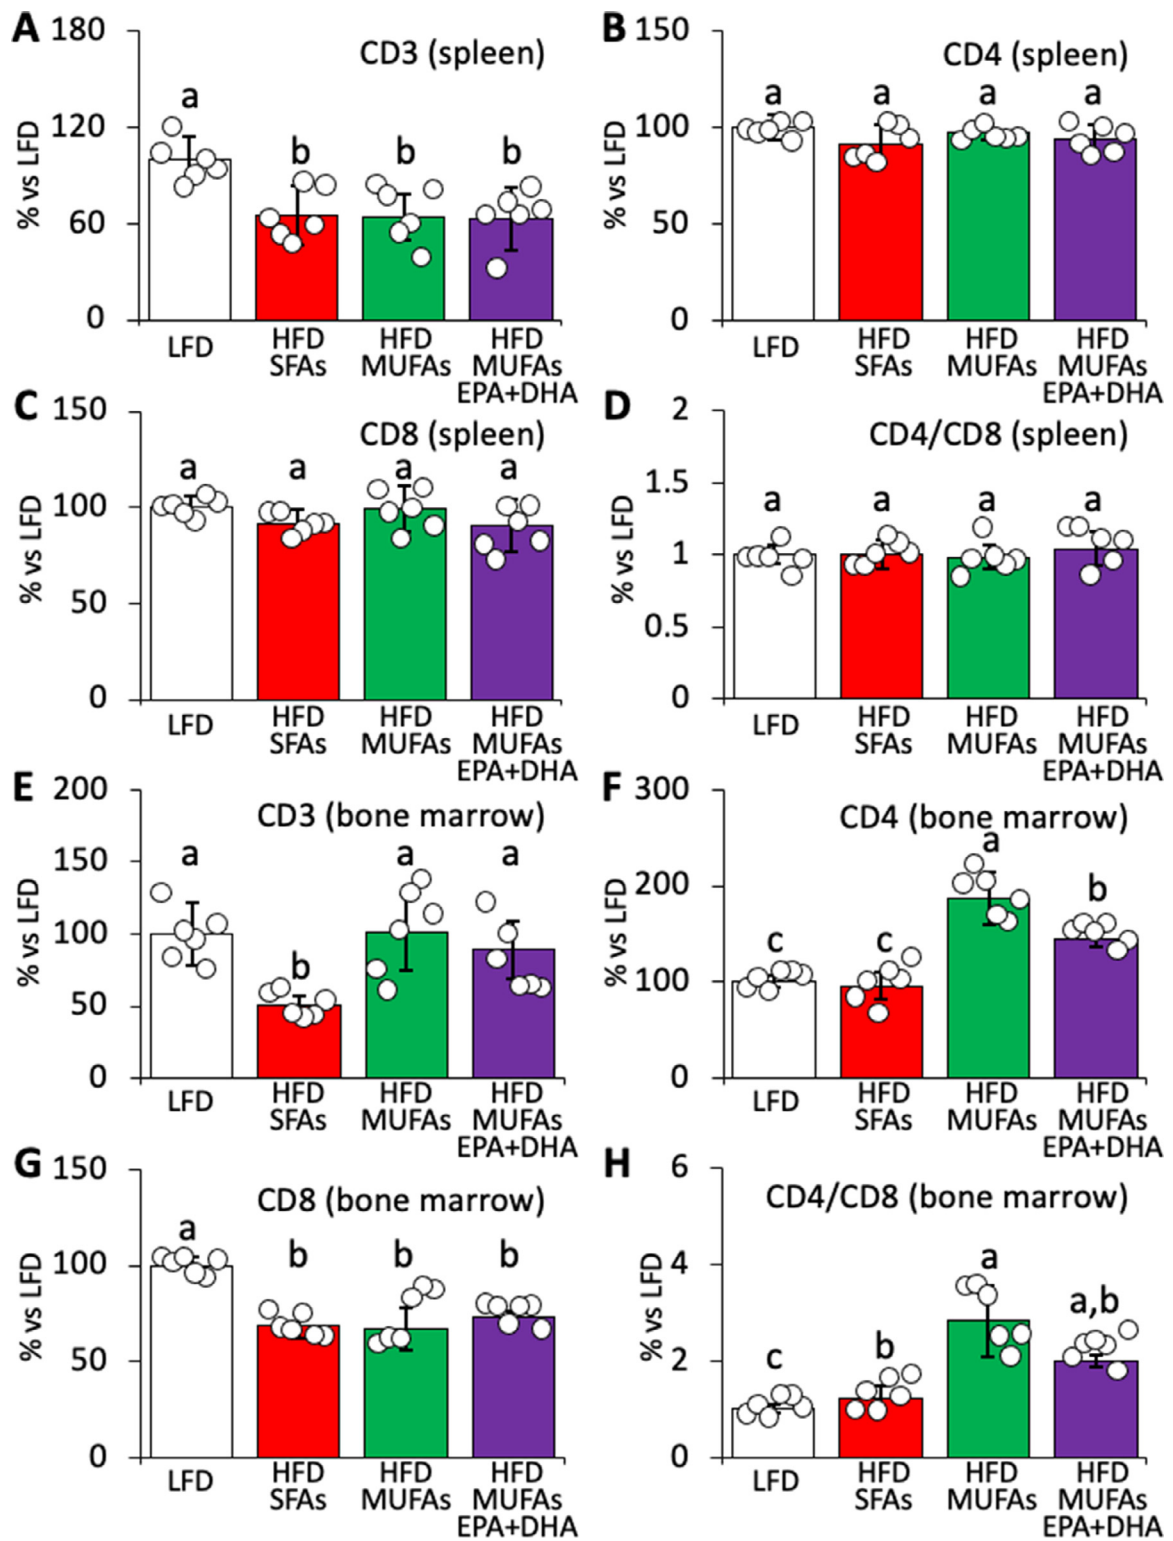 A
180
CD3 (spleen)
a
120
b
b
b
% vs LFD
60
0
LFD
HFD
SFAs
HFD
MUFAs
HFD
MUFAs
EPA+DHA
B
150
CD4 (spleen)
a
a
a
a
100
% vs LFD
50
0
LFD
HFD
SFAs
HFD
MUFAs
HFD
MUFAs
EPA+DHA
C
150
CD8 (spleen)
a
a
a
a
100
% vs LFD
50
0
LFD
HFD
SFAs
HFD
MUFAs
HFD
MUFAs
EPA+DHA
D
2
CD4/CD8 (spleen)
1.5
a
a
a
a
% vs LFD
1
0.5
0
LFD
HFD
SFAs
HFD
MUFAs
HFD
MUFAs
EPA+DHA
E
200
CD3 (bone marrow)
150
a
b
a
a
% vs LFD
100
50
0
LFD
HFD
SFAs
HFD
MUFAs
HFD
MUFAs
EPA+DHA
F
300
CD4 (bone marrow)
a
b
200
c
c
% vs LFD
100
0
LFD
HFD
SFAs
HFD
MUFAs
HFD
MUFAs
EPA+DHA
G
150
CD8 (bone marrow)
a
b
b
b
100
% vs LFD
50
0
LFD
HFD
SFAs
HFD
MUFAs
HFD
MUFAs
EPA+DHA
H
6
CD4/CD8 (bone marrow)
4
a
a,b
c
b
% vs LFD
2
0
LFD
HFD
SFAs
HFD
MUFAs
HFD
MUFAs
EPA+DHA